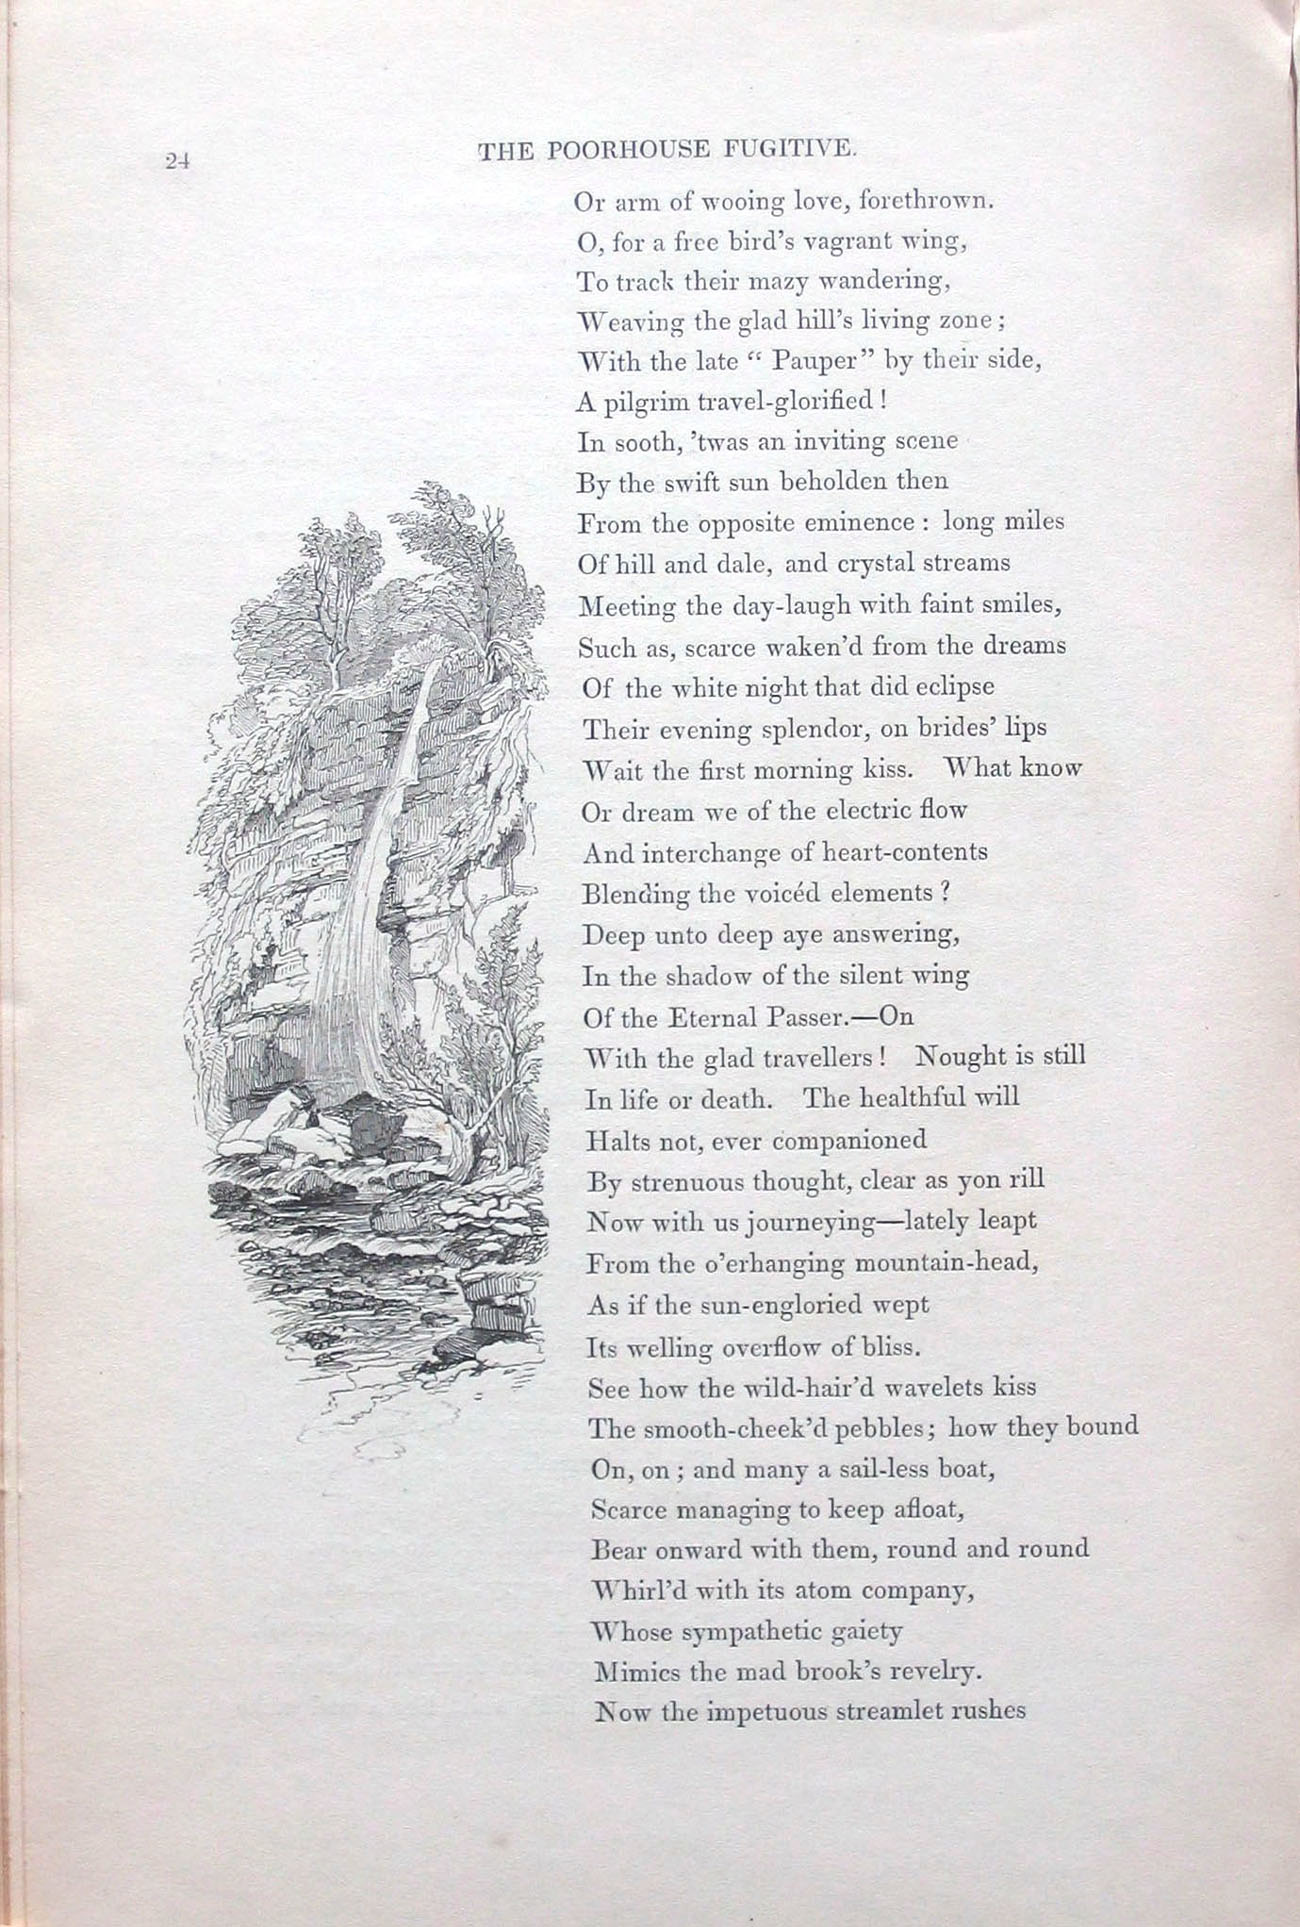 24
THE POORHOUSE FUGITIVE.
Or arm of wooing love, forethrown.
O, for a free bird's vagrant wing,
To track their mazy wandering,
Weaving the glad hill's living zone;
With the late “ Pauper” by their side,
A pilgrim travel-glorified!
In sooth, 'twas an inviting scene
By the swift sun beholden then
From the opposite eminence: long miles
Of hill and dale, and crystal streams
Meeting the day-laugh with faint smiles,
Such as, scarce waken'd from the dreams
Of the white night that did eclipse
Their evening splendor, on brides' lips
Wait the first morning kiss. What know
Or dream we of the electric flow
And interchange of heart-contents
Blending the voicéd elements?
Deep unto deep aye answering,
In the shadow of the silent wing
Of the Eternal Passer.—On
With the glad travellers! Nought is still
In life or death. The healthful will
Halts not, ever companioned
By strenuous thought, clear as yon rill
Now with us journeying—lately leapt
From the o'erhanging mountain-head,
As if the sun-engloried wept
Its welling overflow of bliss.
See how the wild-hair'd wavelets kiss
The smooth-cheek'd pebbles; how they bound
On, on; and many a sail-less boat,
Scarce managing to keep afloat,
Bear onward with them, round and round
Whirl'd with its atom company,
Whose sympathetic gaiety
Mimics the mad brook's revelry.
Now the impetuous streamlet rushes